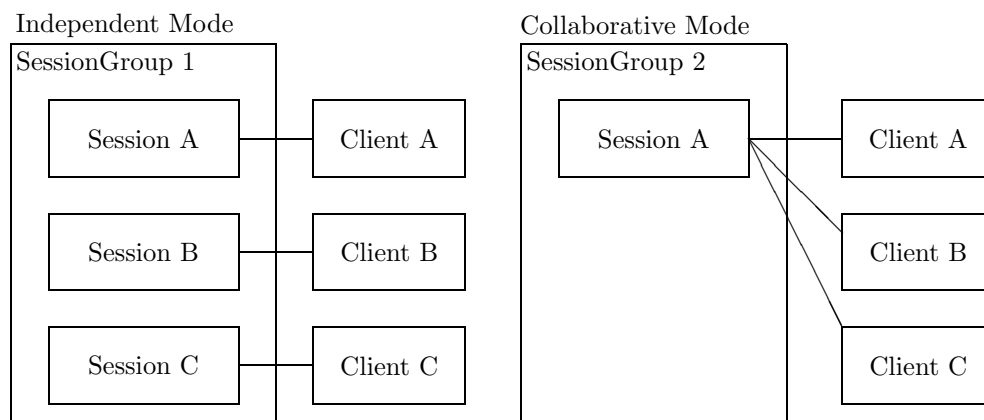 Independent Mode
SessionGroup 1
Session A
Client A
Session B
Client B
Session C
Client C
Collaborative Mode
SessionGroup 2
Session A
Client A
Client B
Client C